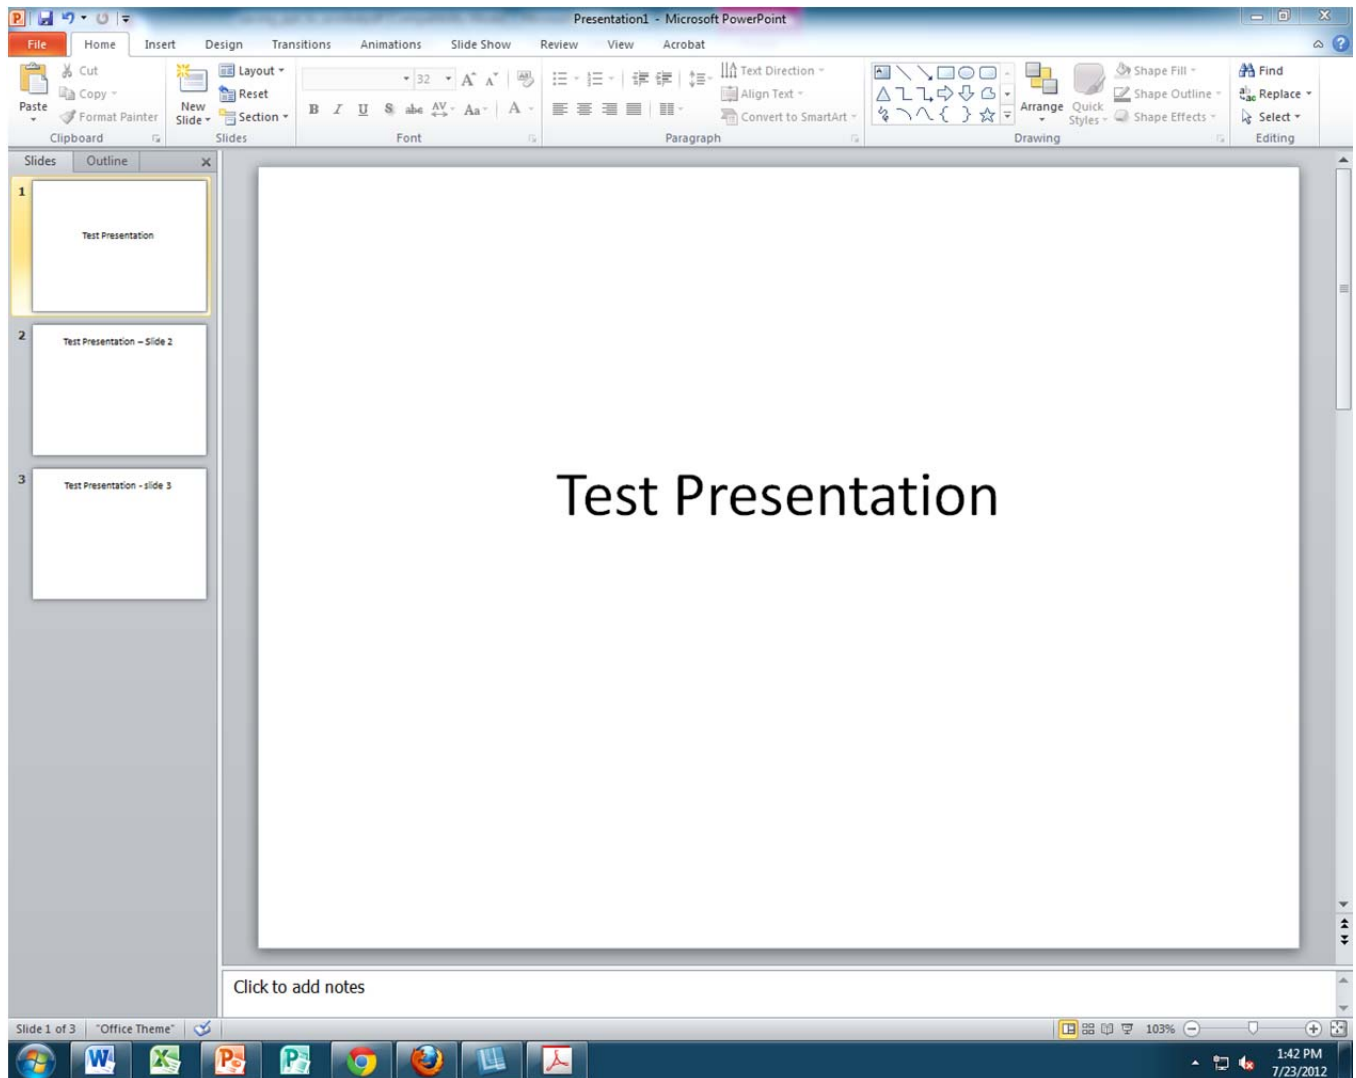 Presentation1 - Microsoft PowerPoint
File Home Insert Design Transitions Animations Slide Show Review View Acrobat
Paste
Cut
Copy
Format Painter
Clipboard
New Slide
Layout
Reset
Section
Slides
32
B I U S abc AV Aa A
Font
Text Direction
Align Text
Convert to SmartArt
Paragraph
Arrange
Quick Styles
Shape Fill
Shape Outline
Shape Effects
Drawing
Find
Replace
Select
Editing
Slides Outline
1
Test Presentation
2
Test Presentation – Slide 2
3
Test Presentation - slide 3
Test Presentation
Click to add notes
Slide 1 of 3 "Office Theme" 103%
1:42 PM
7/23/2012